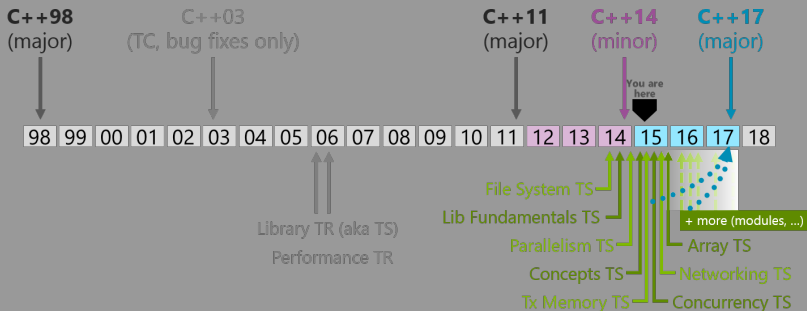 C++98
(major)
C++03
(TC, bug fixes only)
C++11
(major)
C++14
(minor)
C++17
(major)
You are
here
98 99 00 01 02 03 04 05 06 07 08 09 10 11 12 13 14 15 16 17 18
File System TS
Lib Fundamentals TS
+ more (modules, ...)
Library TR (aka TS)
Parallelism TS
Array TS
Performance TR
Concepts TS
Networking TS
Tx Memory TS
Concurrency TS